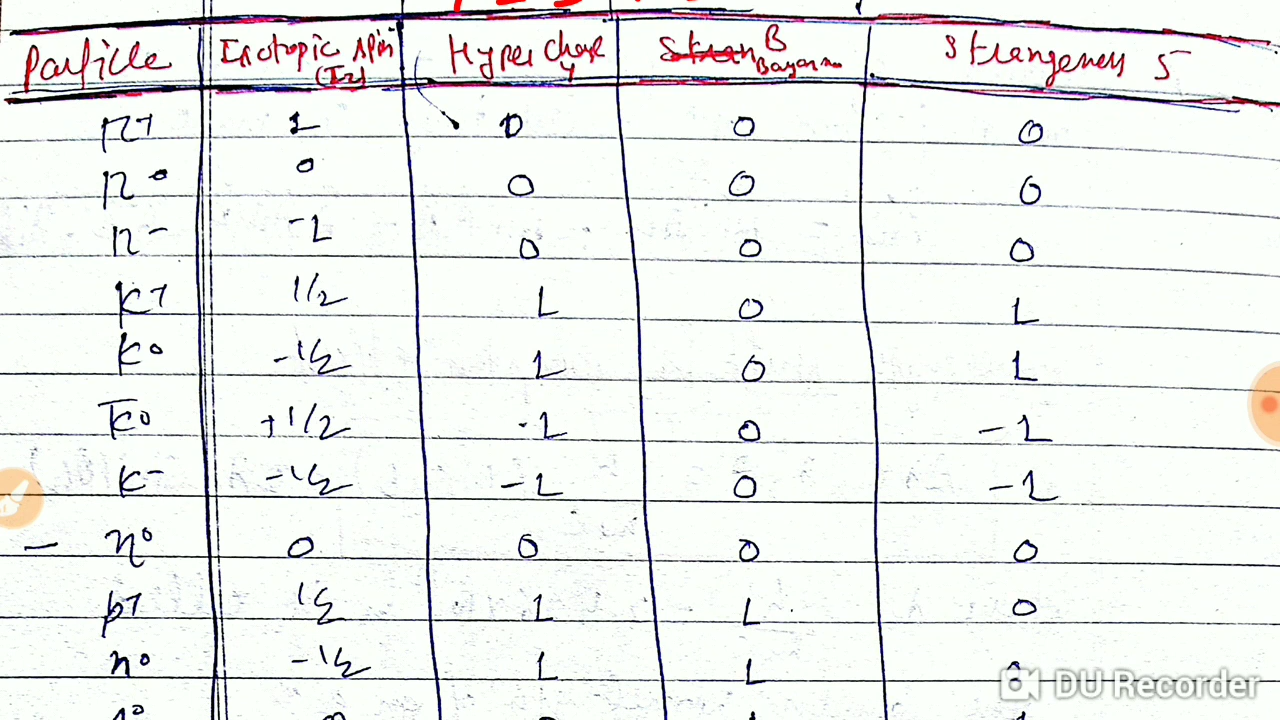 Particle Isotopic spin (Iz) Hyper Charge Y B Baryon Strangeness S
π+ 1 0 0 0
π0 0 0 0 0
π- -1 0 0 0
K+ 1/2 1 0 1
K0 -1/2 1 0 1
K̅0 +1/2 -1 0 -1
K- -1/2 -1 0 -1
- η0 0 0 0 0
p+ 1/2 1 1 0
n0 -1/2 1 1 0
DU Recorder